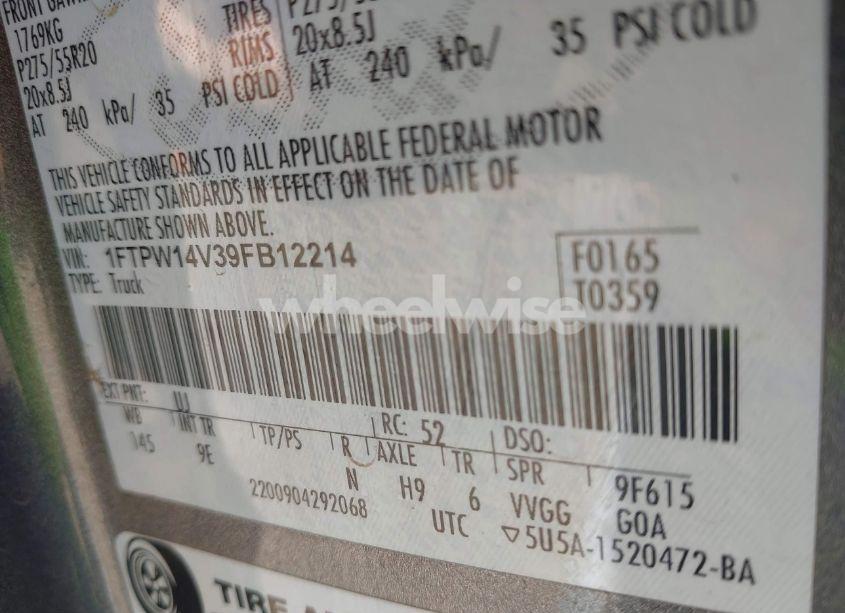 FRONT
1769KG
P275/55R20
20x8.5J
AT 240 kPa/ 35 PSI COLD
TIRES
RIMS
20x8.5J
AT 240 kPa/ 35 PSI COLD
THIS VEHICLE CONFORMS TO ALL APPLICABLE FEDERAL MOTOR
VEHICLE SAFETY STANDARDS IN EFFECT ON THE DATE OF
MANUFACTURE SHOWN ABOVE.
VIN: 1FTPW14V39FB12214
TYPE: Truck
F0165
T0359
wheelwise
EXT PNT: UJ RC: 52 DSO:
WB INT TR TP/PS R AXLE TR SPR
145 9E N H9 6 VVGG 9F615
2200904292068 UTC G0A
▽5U5A-1520472-BA
TIRE